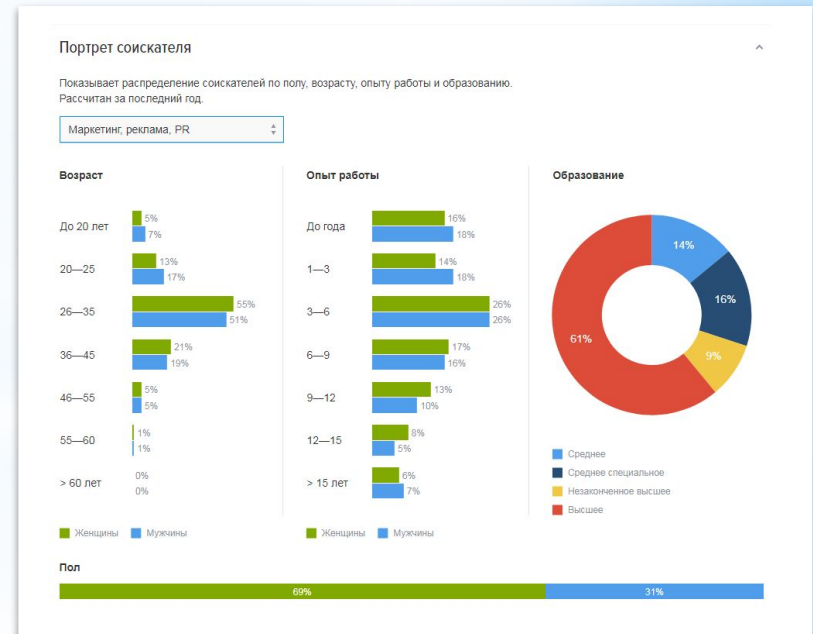 Портрет соискателя
Показывает распределение соискателей по полу, возрасту, опыту работы и образованию.
Рассчитан за последний год.
Маркетинг, реклама, PR
Возраст
До 20 лет
5%
7%
20—25
13%
17%
26—35
55%
51%
36—45
21%
19%
46—55
5%
5%
55—60
1%
1%
> 60 лет
0%
0%
Женщины Мужчины
Опыт работы
До года
16%
18%
1—3
14%
18%
3—6
26%
26%
6—9
17%
16%
9—12
13%
10%
12—15
8%
5%
> 15 лет
6%
7%
Женщины Мужчины
Образование
14%
16%
9%
61%
Среднее
Среднее специальное
Незаконченное высшее
Высшее
Пол
69% 31%